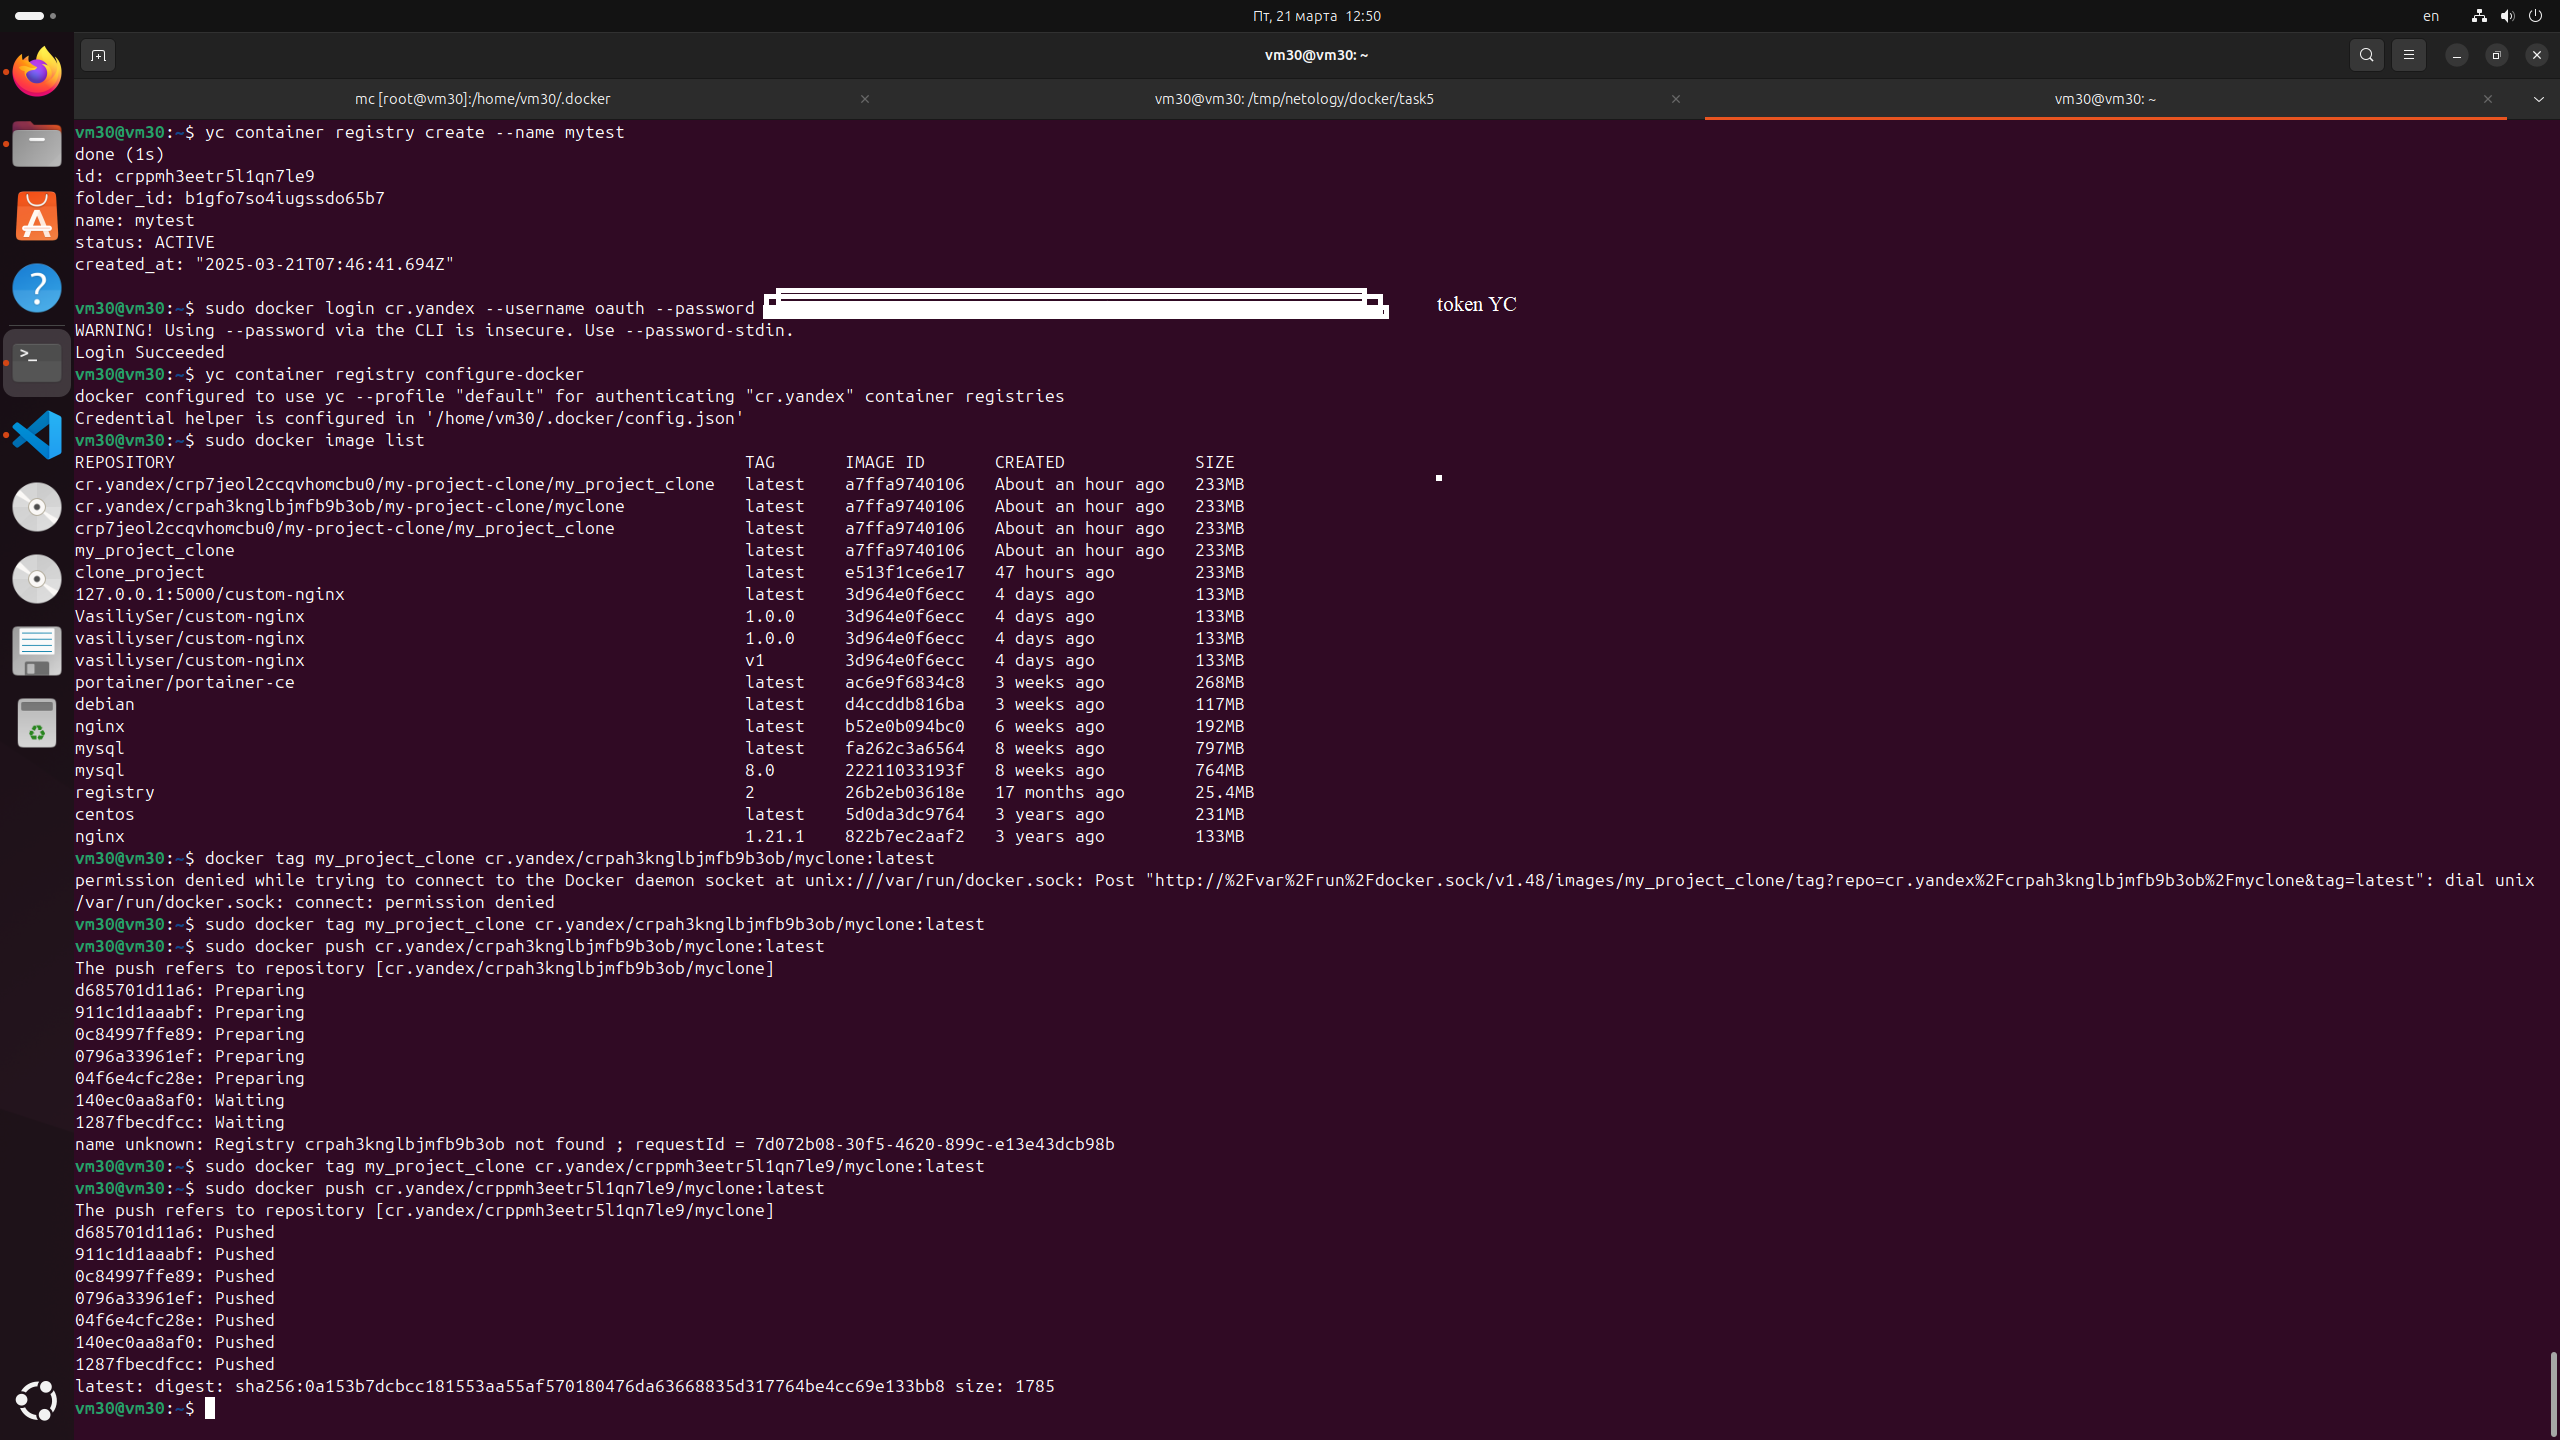 Пт, 21 марта 12:50
en
vm30@vm30: ~
mc [root@vm30]:/home/vm30/.docker
vm30@vm30: /tmp/netology/docker/task5
vm30@vm30: ~
vm30@vm30:~$ yc container registry create --name mytest
done (1s)
id: crppmh3eetr5l1qn7le9
folder_id: b1gfo7so4iugssdo65b7
name: mytest
status: ACTIVE
created_at: "2025-03-21T07:46:41.694Z"
vm30@vm30:~$ sudo docker login cr.yandex --username oauth --password
token YC
WARNING! Using --password via the CLI is insecure. Use --password-stdin.
Login Succeeded
vm30@vm30:~$ yc container registry configure-docker
docker configured to use yc --profile "default" for authenticating "cr.yandex" container registries
Credential helper is configured in '/home/vm30/.docker/config.json'
vm30@vm30:~$ sudo docker image list
REPOSITORY TAG IMAGE ID CREATED SIZE
cr.yandex/crp7jeol2ccqvhomcbu0/my-project-clone/my_project_clone latest a7ffa9740106 About an hour ago 233MB
cr.yandex/crpah3knglbjmfb9b3ob/my-project-clone/myclone latest a7ffa9740106 About an hour ago 233MB
crp7jeol2ccqvhomcbu0/my-project-clone/my_project_clone latest a7ffa9740106 About an hour ago 233MB
my_project_clone latest a7ffa9740106 About an hour ago 233MB
clone_project latest e513f1ce6e17 47 hours ago 233MB
127.0.0.1:5000/custom-nginx latest 3d964e0f6ecc 4 days ago 133MB
VasiliySer/custom-nginx 1.0.0 3d964e0f6ecc 4 days ago 133MB
vasiliyser/custom-nginx 1.0.0 3d964e0f6ecc 4 days ago 133MB
vasiliyser/custom-nginx v1 3d964e0f6ecc 4 days ago 133MB
portainer/portainer-ce latest ac6e9f6834c8 3 weeks ago 268MB
debian latest d4ccddb816ba 3 weeks ago 117MB
nginx latest b52e0b094bc0 6 weeks ago 192MB
mysql latest fa262c3a6564 8 weeks ago 797MB
mysql 8.0 22211033193f 8 weeks ago 764MB
registry 2 26b2eb03618e 17 months ago 25.4MB
centos latest 5d0da3dc9764 3 years ago 231MB
nginx 1.21.1 822b7ec2aaf2 3 years ago 133MB
vm30@vm30:~$ docker tag my_project_clone cr.yandex/crpah3knglbjmfb9b3ob/myclone:latest
permission denied while trying to connect to the Docker daemon socket at unix:///var/run/docker.sock: Post "http://%2Fvar%2Frun%2Fdocker.sock/v1.48/images/my_project_clone/tag?repo=cr.yandex%2Fcrpah3knglbjmfb9b3ob%2Fmyclone&tag=latest": dial unix
/var/run/docker.sock: connect: permission denied
vm30@vm30:~$ sudo docker tag my_project_clone cr.yandex/crpah3knglbjmfb9b3ob/myclone:latest
vm30@vm30:~$ sudo docker push cr.yandex/crpah3knglbjmfb9b3ob/myclone:latest
The push refers to repository [cr.yandex/crpah3knglbjmfb9b3ob/myclone]
d685701d11a6: Preparing
911c1d1aaabf: Preparing
0c84997ffe89: Preparing
0796a33961ef: Preparing
04f6e4cfc28e: Preparing
140ec0aa8af0: Waiting
1287fbecdfcc: Waiting
name unknown: Registry crpah3knglbjmfb9b3ob not found ; requestId = 7d072b08-30f5-4620-899c-e13e43dcb98b
vm30@vm30:~$ sudo docker tag my_project_clone cr.yandex/crppmh3eetr5l1qn7le9/myclone:latest
vm30@vm30:~$ sudo docker push cr.yandex/crppmh3eetr5l1qn7le9/myclone:latest
The push refers to repository [cr.yandex/crppmh3eetr5l1qn7le9/myclone]
d685701d11a6: Pushed
911c1d1aaabf: Pushed
0c84997ffe89: Pushed
0796a33961ef: Pushed
04f6e4cfc28e: Pushed
140ec0aa8af0: Pushed
1287fbecdfcc: Pushed
latest: digest: sha256:0a153b7dcbcc181553aa55af570180476da63668835d317764be4cc69e133bb8 size: 1785
vm30@vm30:~$